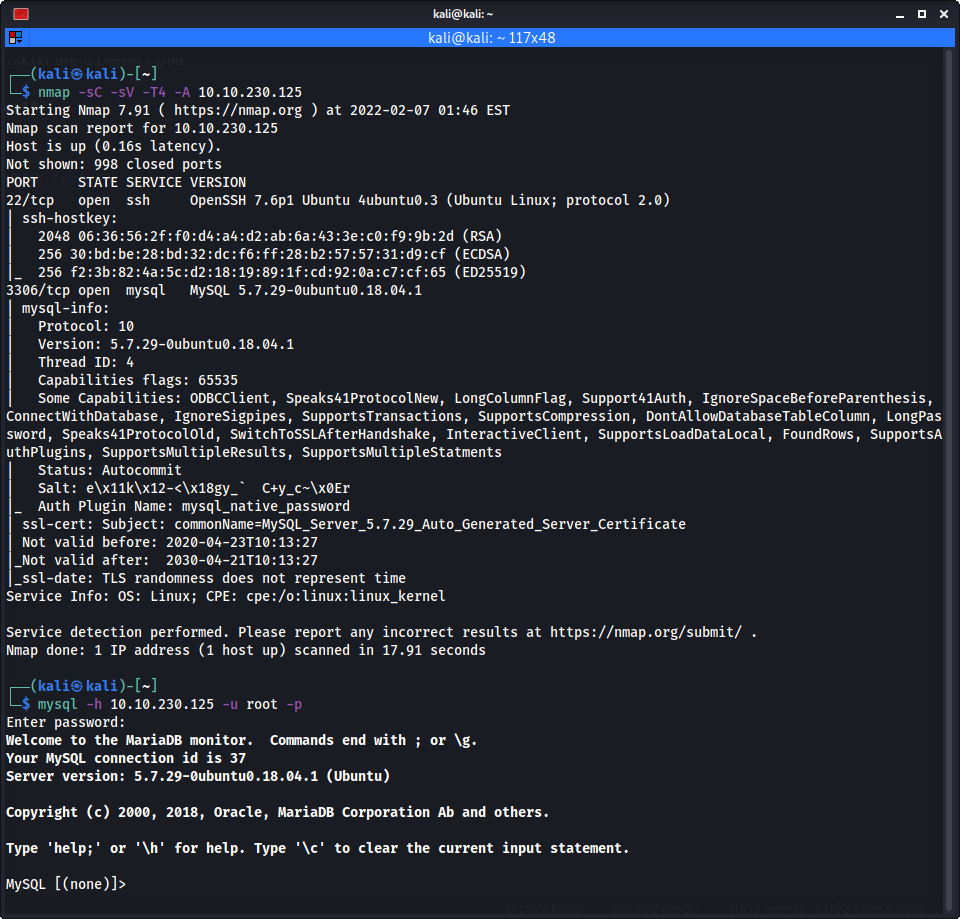 kali@kali: ~
kali@kali: ~ 117x48
┌──(kali㉿kali)-[~]
└─$ nmap -sC -sV -T4 -A 10.10.230.125
Starting Nmap 7.91 ( https://nmap.org ) at 2022-02-07 01:46 EST
Nmap scan report for 10.10.230.125
Host is up (0.16s latency).
Not shown: 998 closed ports
PORT     STATE SERVICE VERSION
22/tcp   open  ssh     OpenSSH 7.6p1 Ubuntu 4ubuntu0.3 (Ubuntu Linux; protocol 2.0)
| ssh-hostkey:
|   2048 06:36:56:2f:f0:d4:a4:d2:ab:6a:43:3e:c0:f9:9b:2d (RSA)
|   256 30:bd:be:28:bd:32:dc:f6:ff:28:b2:57:57:31:d9:cf (ECDSA)
|_  256 f2:3b:82:4a:5c:d2:18:19:89:1f:cd:92:0a:c7:cf:65 (ED25519)
3306/tcp open  mysql   MySQL 5.7.29-0ubuntu0.18.04.1
| mysql-info:
|   Protocol: 10
|   Version: 5.7.29-0ubuntu0.18.04.1
|   Thread ID: 4
|   Capabilities flags: 65535
|   Some Capabilities: ODBCClient, Speaks41ProtocolNew, LongColumnFlag, Support41Auth, IgnoreSpaceBeforeParenthesis,
ConnectWithDatabase, IgnoreSigpipes, SupportsTransactions, SupportsCompression, DontAllowDatabaseTableColumn, LongPas
sword, Speaks41ProtocolOld, SwitchToSSLAfterHandshake, InteractiveClient, SupportsLoadDataLocal, FoundRows, SupportsA
uthPlugins, SupportsMultipleResults, SupportsMultipleStatments
|   Status: Autocommit
|   Salt: e\x11k\x12-<\x18gy_`  C+y_c~\x0Er
|_  Auth Plugin Name: mysql_native_password
| ssl-cert: Subject: commonName=MySQL_Server_5.7.29_Auto_Generated_Server_Certificate
| Not valid before: 2020-04-23T10:13:27
|_Not valid after:  2030-04-21T10:13:27
|_ssl-date: TLS randomness does not represent time
Service Info: OS: Linux; CPE: cpe:/o:linux:linux_kernel
Service detection performed. Please report any incorrect results at https://nmap.org/submit/ .
Nmap done: 1 IP address (1 host up) scanned in 17.91 seconds
┌──(kali㉿kali)-[~]
└─$ mysql -h 10.10.230.125 -u root -p
Enter password:
Welcome to the MariaDB monitor.  Commands end with ; or \g.
Your MySQL connection id is 37
Server version: 5.7.29-0ubuntu0.18.04.1 (Ubuntu)
Copyright (c) 2000, 2018, Oracle, MariaDB Corporation Ab and others.
Type 'help;' or '\h' for help. Type '\c' to clear the current input statement.
MySQL [(none)]>